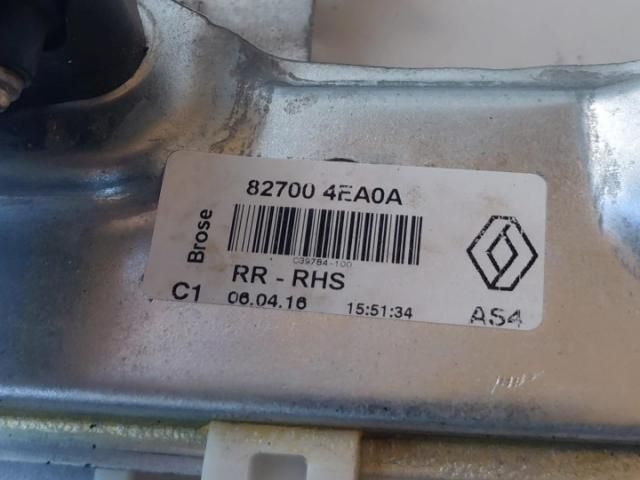 82700 4EA0A
Brose
C39784-100
RR - RHS
C1 06.04.16 15:51:34 AS4